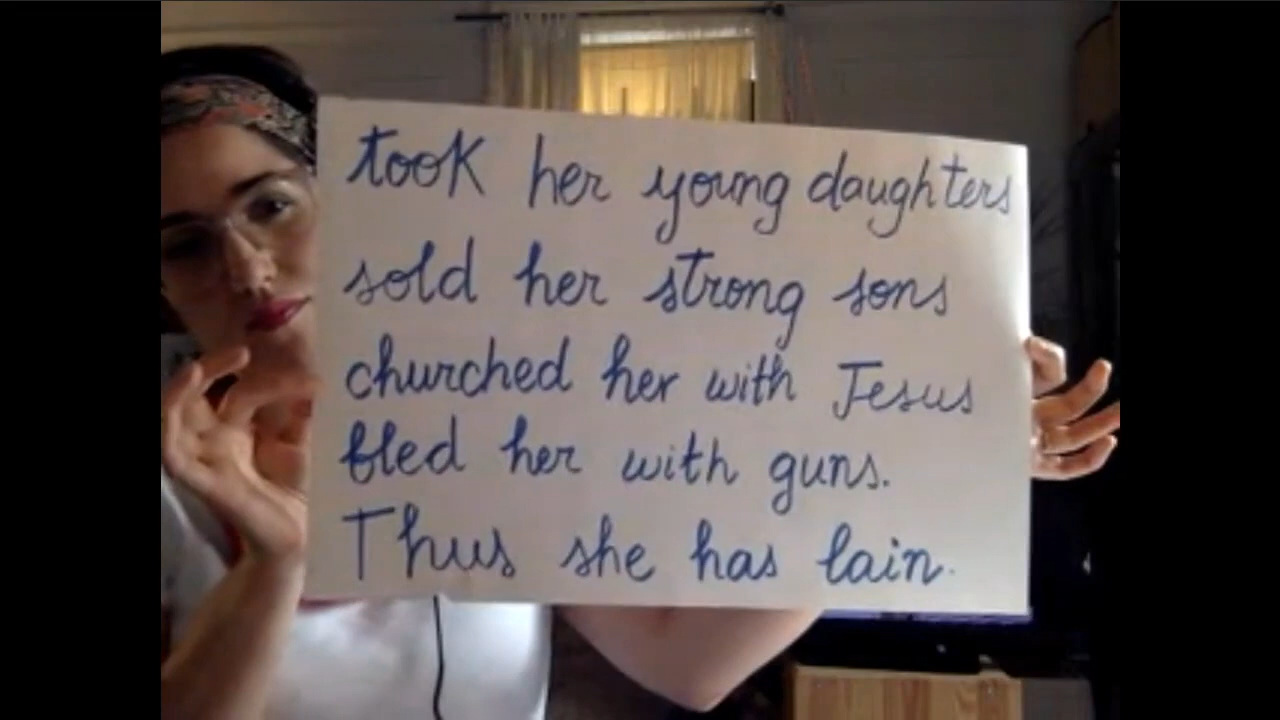 took her young daughters
sold her strong sons
churched her with Jesus
bled her with guns.
Thus she has lain.